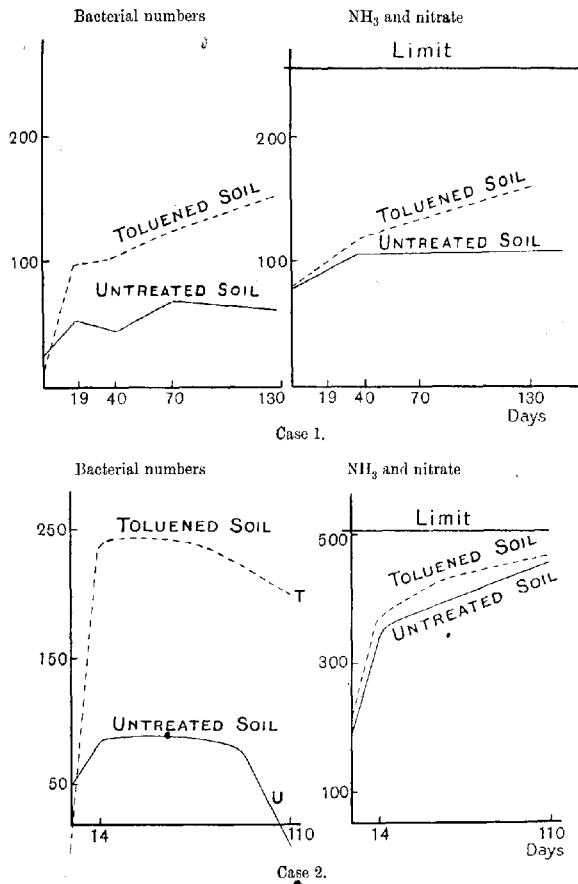 Bacterial numbers
NH₃ and nitrate
Limit
200
100
TOLUENED SOIL
UNTREATED SOIL
19 40 70 130
200
100
TOLUENED SOIL
UNTREATED SOIL
19 40 70 130
Days
Case 1.
Bacterial numbers
NH₃ and nitrate
250
150
50
TOLUENED SOIL
T
UNTREATED SOIL
U
14 110
Limit
500
300
100
TOLUENED SOIL
UNTREATED SOIL
14 110
Days
Case 2.